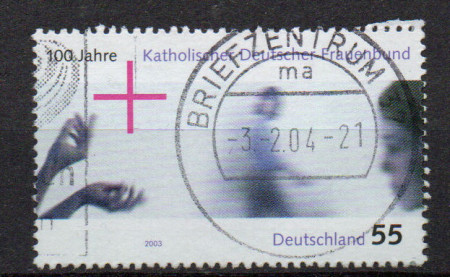 100 Jahre Katholischer Deutscher Frauenbund
BRIEFZENTRUM
ma
-3.-2.04-21
2003
Deutschland 55